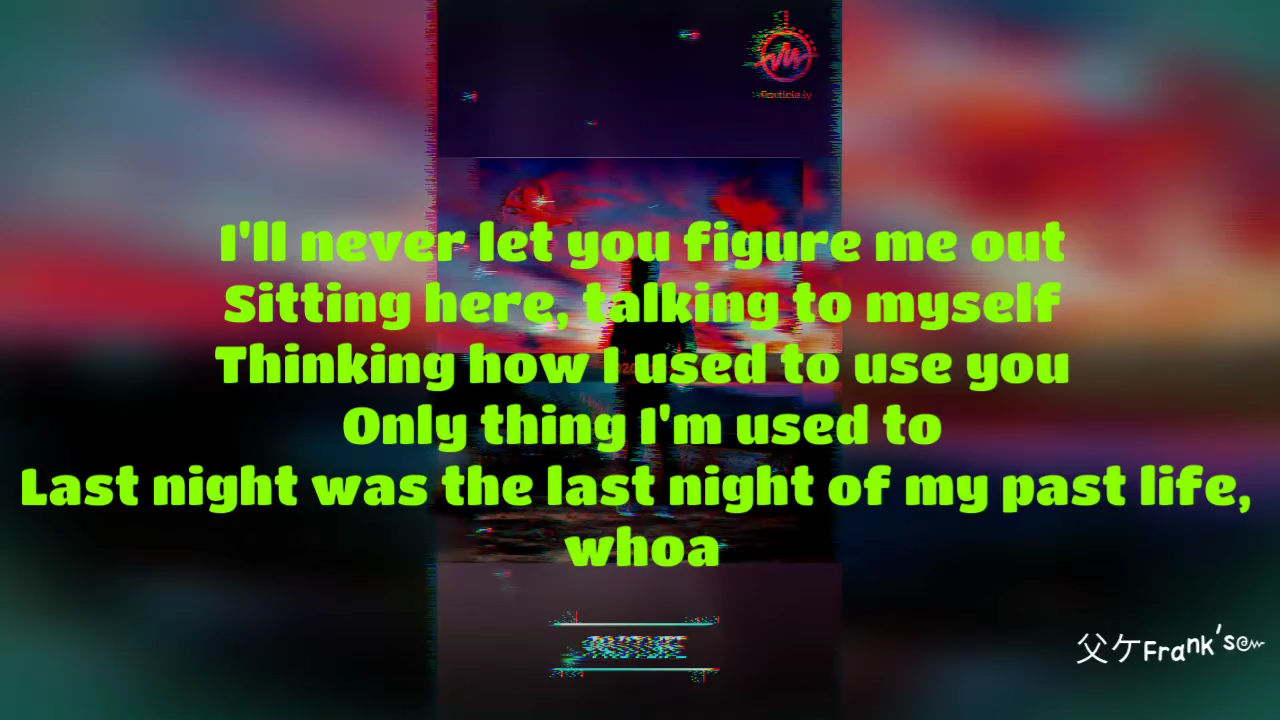 Particle.ly
I'll never let you figure me out
Sitting here, talking to myself
Thinking how I used to use you
Only thing I'm used to
Last night was the last night of my past life,
whoa
父ケFrank's